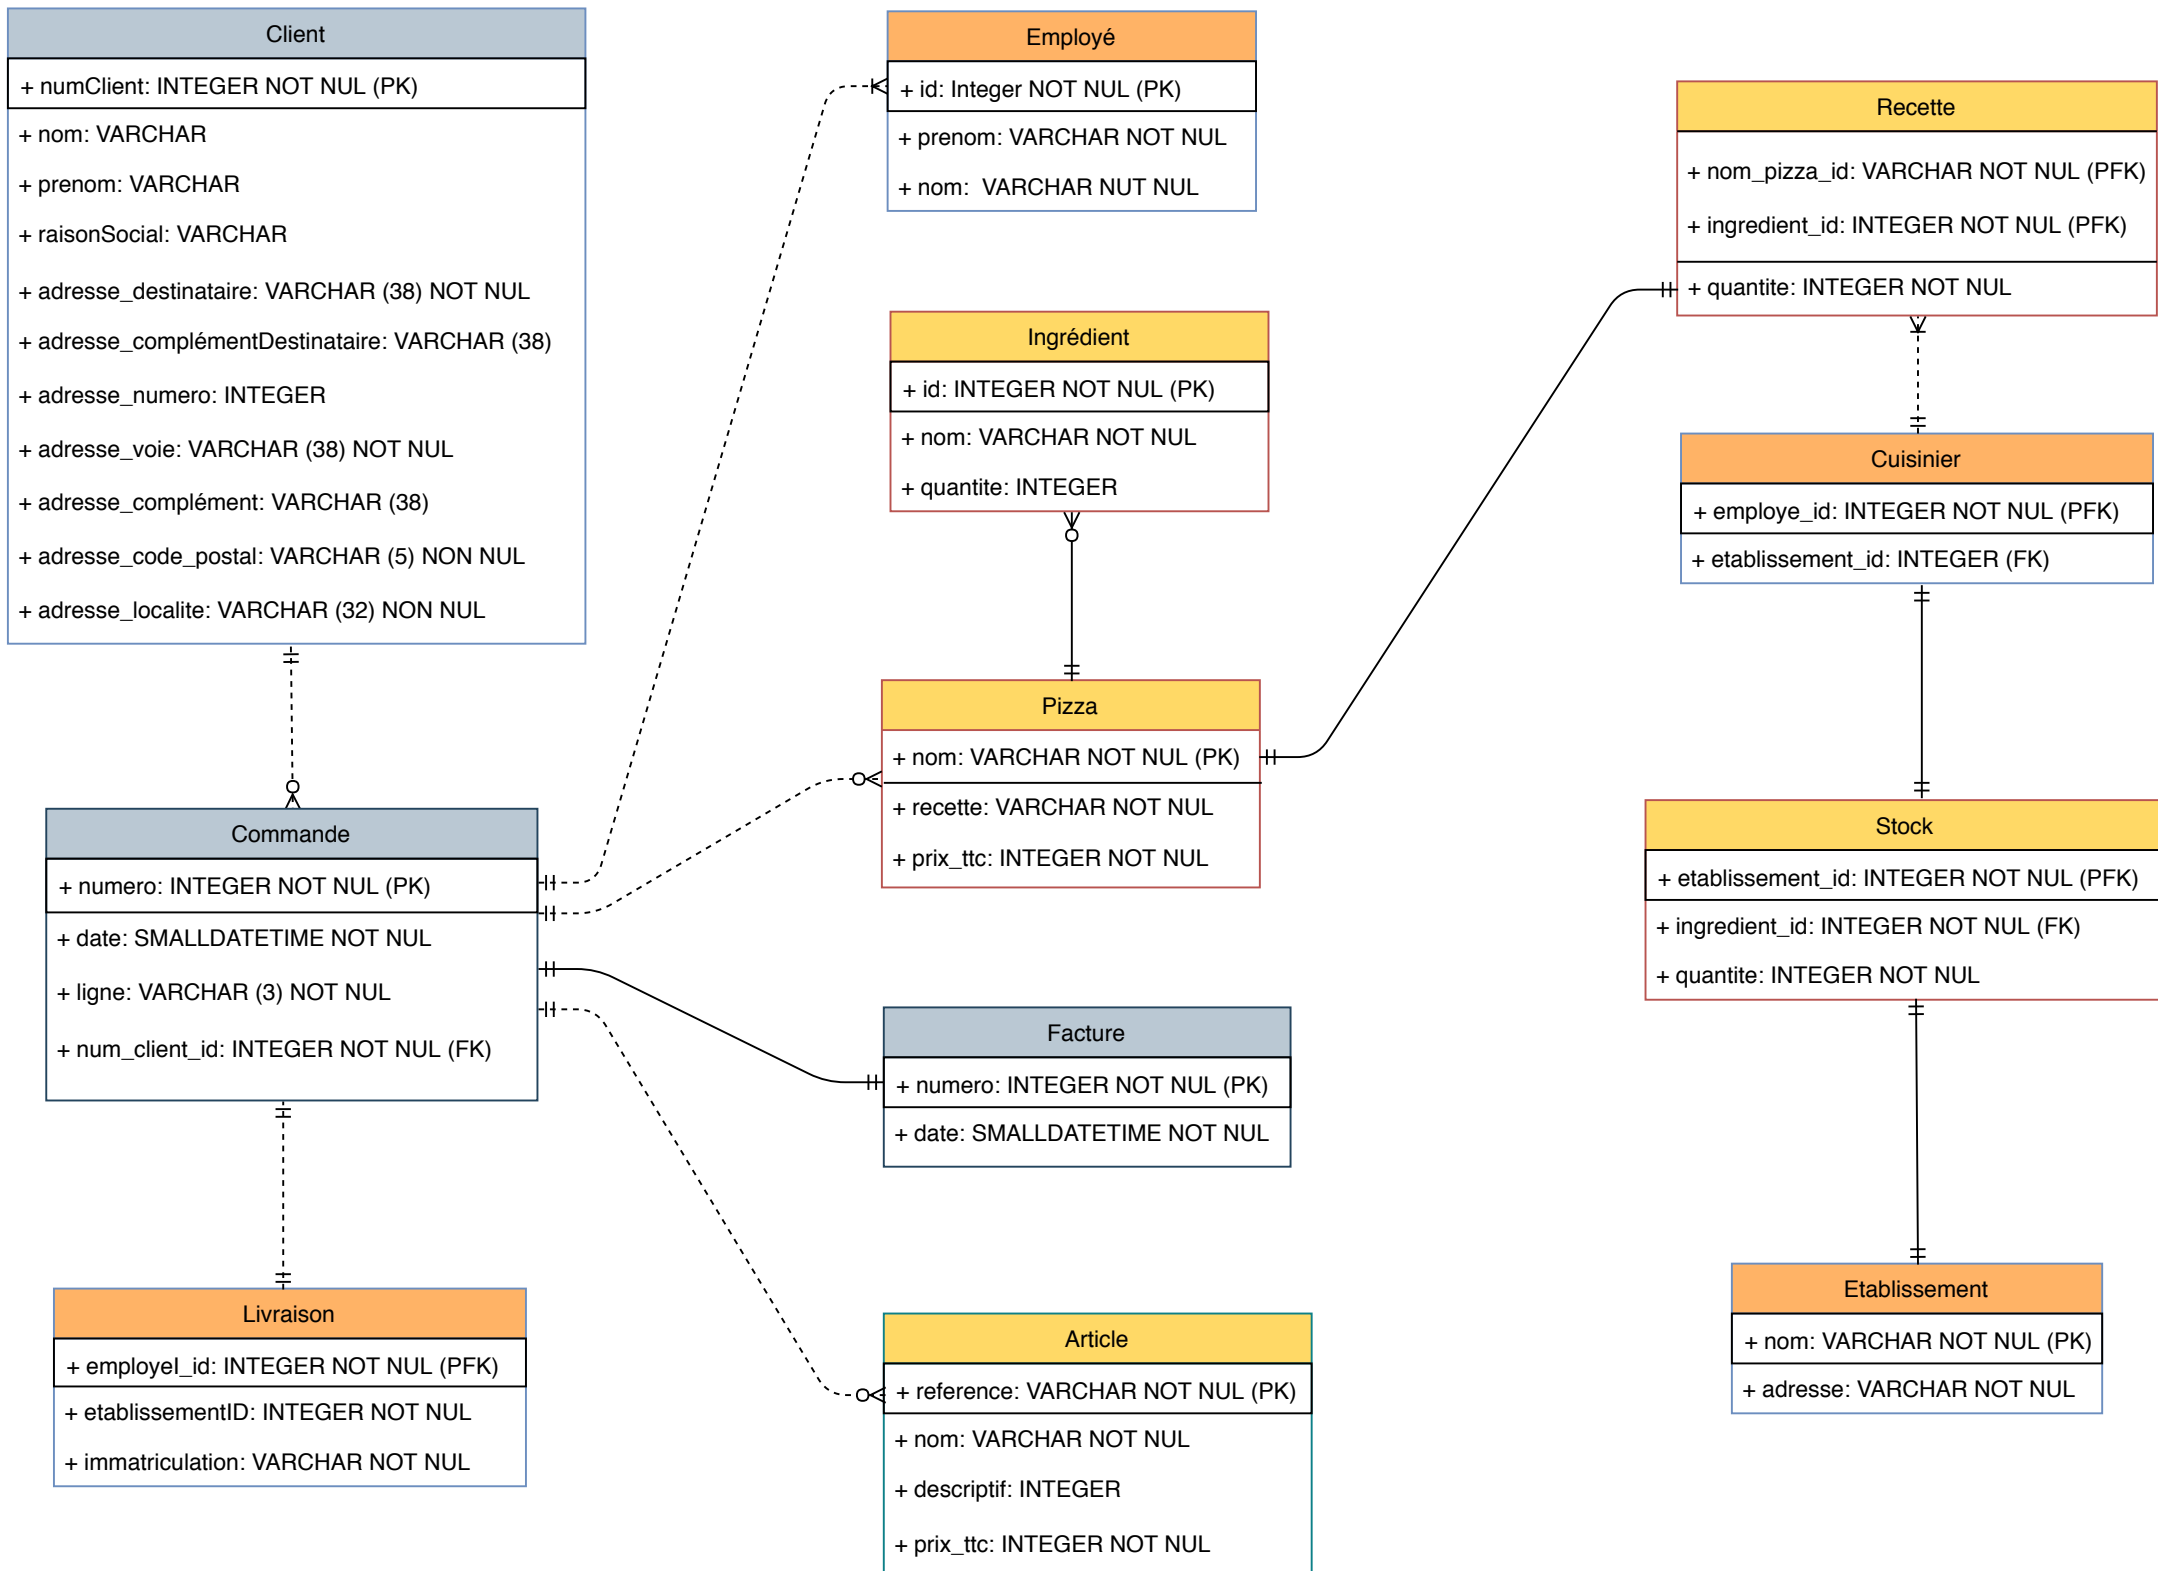 Client
+ numClient: INTEGER NOT NUL (PK)
+ nom: VARCHAR
+ prenom: VARCHAR
+ raisonSocial: VARCHAR
+ adresse_destinataire: VARCHAR (38) NOT NUL
+ adresse_complémentDestinataire: VARCHAR (38)
+ adresse_numero: INTEGER
+ adresse_voie: VARCHAR (38) NOT NUL
+ adresse_complément: VARCHAR (38)
+ adresse_code_postal: VARCHAR (5) NON NUL
+ adresse_localite: VARCHAR (32) NON NUL
Commande
+ numero: INTEGER NOT NUL (PK)
+ date: SMALLDATETIME NOT NUL
+ ligne: VARCHAR (3) NOT NUL
+ num_client_id: INTEGER NOT NUL (FK)
Livraison
+ employeI_id: INTEGER NOT NUL (PFK)
+ etablissementID: INTEGER NOT NUL
+ immatriculation: VARCHAR NOT NUL
Employé
+ id: Integer NOT NUL (PK)
+ prenom: VARCHAR NOT NUL
+ nom:  VARCHAR NUT NUL
Ingrédient
+ id: INTEGER NOT NUL (PK)
+ nom: VARCHAR NOT NUL
+ quantite: INTEGER
Pizza
+ nom: VARCHAR NOT NUL (PK)
+ recette: VARCHAR NOT NUL
+ prix_ttc: INTEGER NOT NUL
Facture
+ numero: INTEGER NOT NUL (PK)
+ date: SMALLDATETIME NOT NUL
Article
+ reference: VARCHAR NOT NUL (PK)
+ nom: VARCHAR NOT NUL
+ descriptif: INTEGER
+ prix_ttc: INTEGER NOT NUL
Recette
+ nom_pizza_id: VARCHAR NOT NUL (PFK)
+ ingredient_id: INTEGER NOT NUL (PFK)
+ quantite: INTEGER NOT NUL
Cuisinier
+ employe_id: INTEGER NOT NUL (PFK)
+ etablissement_id: INTEGER (FK)
Stock
+ etablissement_id: INTEGER NOT NUL (PFK)
+ ingredient_id: INTEGER NOT NUL (FK)
+ quantite: INTEGER NOT NUL
Etablissement
+ nom: VARCHAR NOT NUL (PK)
+ adresse: VARCHAR NOT NUL